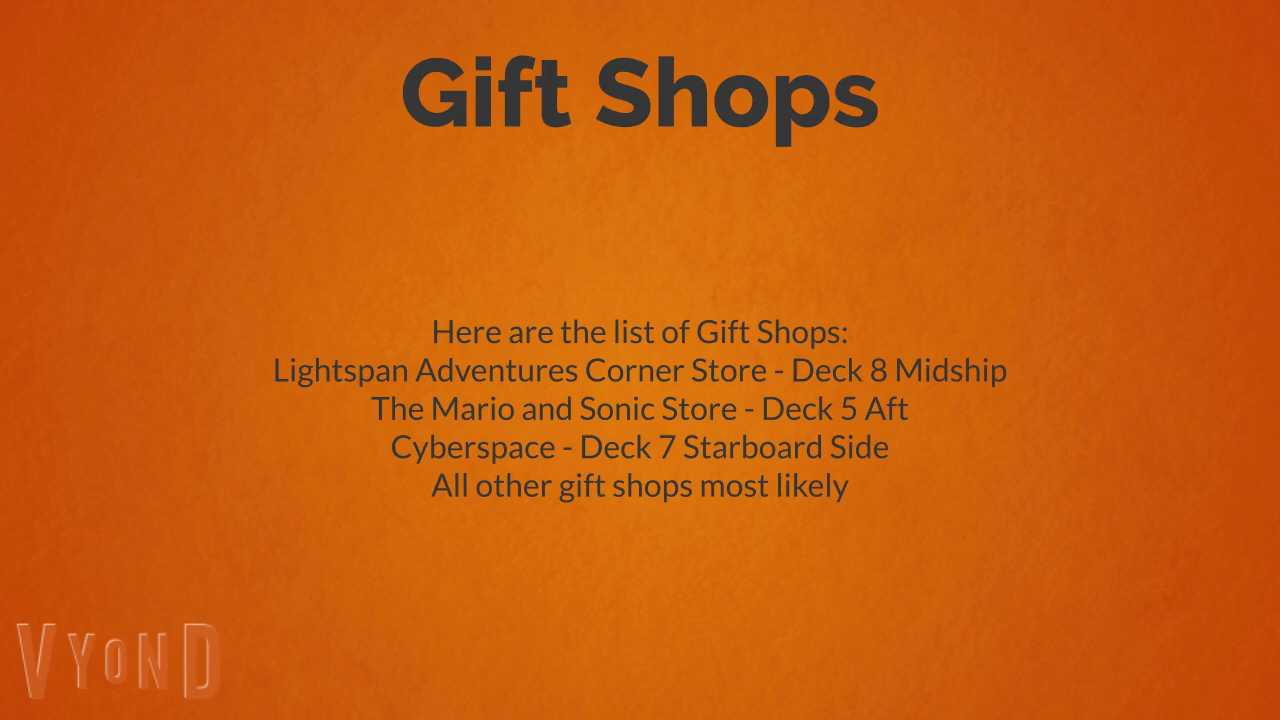 Gift Shops
Here are the list of Gift Shops:
Lightspan Adventures Corner Store - Deck 8 Midship
The Mario and Sonic Store - Deck 5 Aft
Cyberspace - Deck 7 Starboard Side
All other gift shops most likely
VYOND